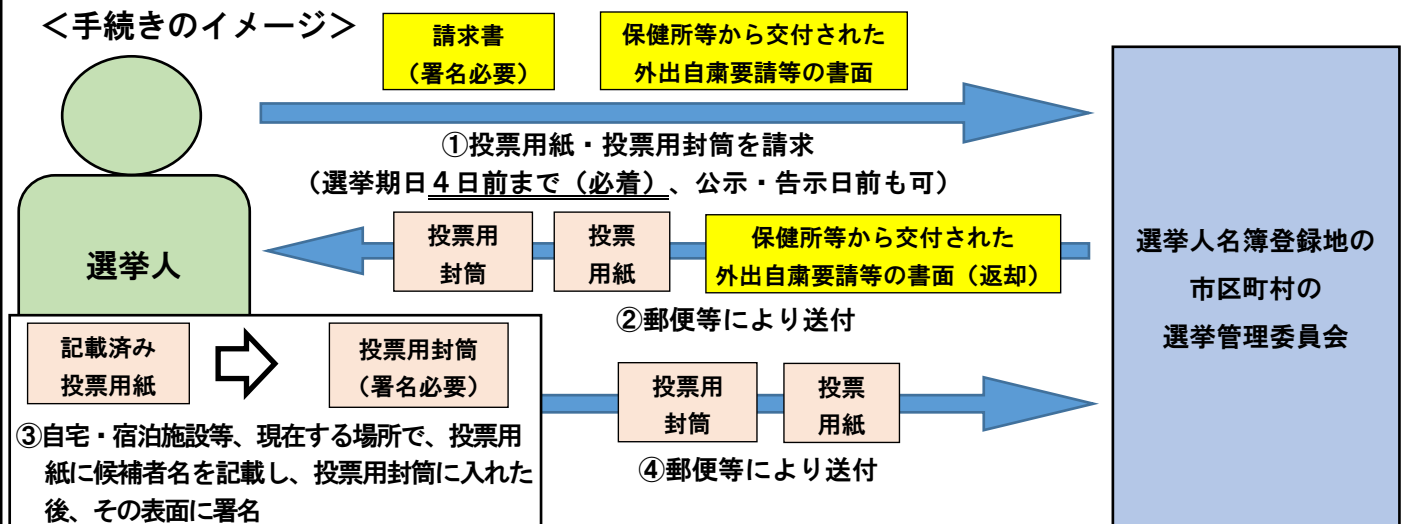 ＜手続きのイメージ＞
請求書
（署名必要）
保健所等から交付された
外出自粛要請等の書面
①投票用紙・投票用封筒を請求
（選挙期日４日前まで（必着）、公示・告示日前も可）
選挙人
投票用
封筒
投票
用紙
保健所等から交付された
外出自粛要請等の書面（返却）
②郵便等により送付
選挙人名簿登録地の
市区町村の
選挙管理委員会
記載済み
投票用紙
投票用封筒
（署名必要）
③自宅・宿泊施設等、現在する場所で、投票用
紙に候補者名を記載し、投票用封筒に入れた
後、その表面に署名
投票用
封筒
投票
用紙
④郵便等により送付